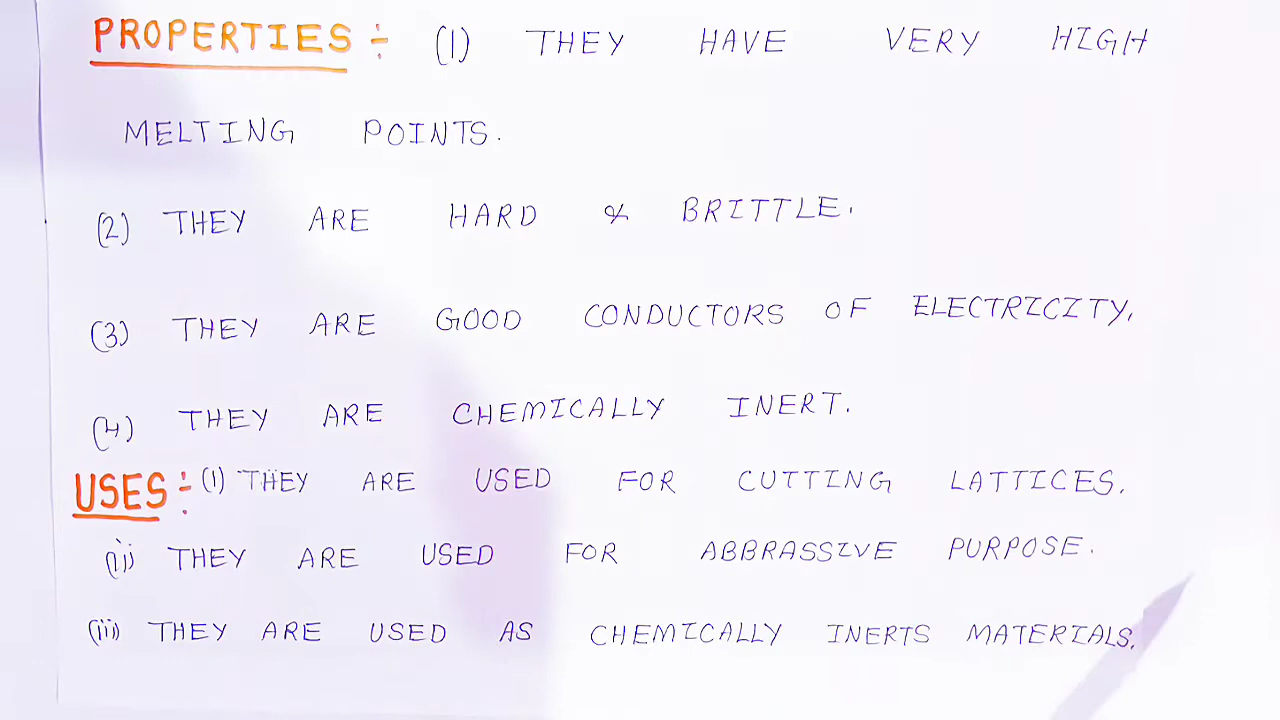 PROPERTIES :- (1) THEY HAVE VERY HIGH
MELTING POINTS.
(2) THEY ARE HARD & BRITTLE.
(3) THEY ARE GOOD CONDUCTORS OF ELECTRICITY,
(4) THEY ARE CHEMICALLY INERT.
USES :- (1) THEY ARE USED FOR CUTTING LATTICES.
(ii) THEY ARE USED FOR ABBRASSIVE PURPOSE.
(iii) THEY ARE USED AS CHEMICALLY INERTS MATERIALS.